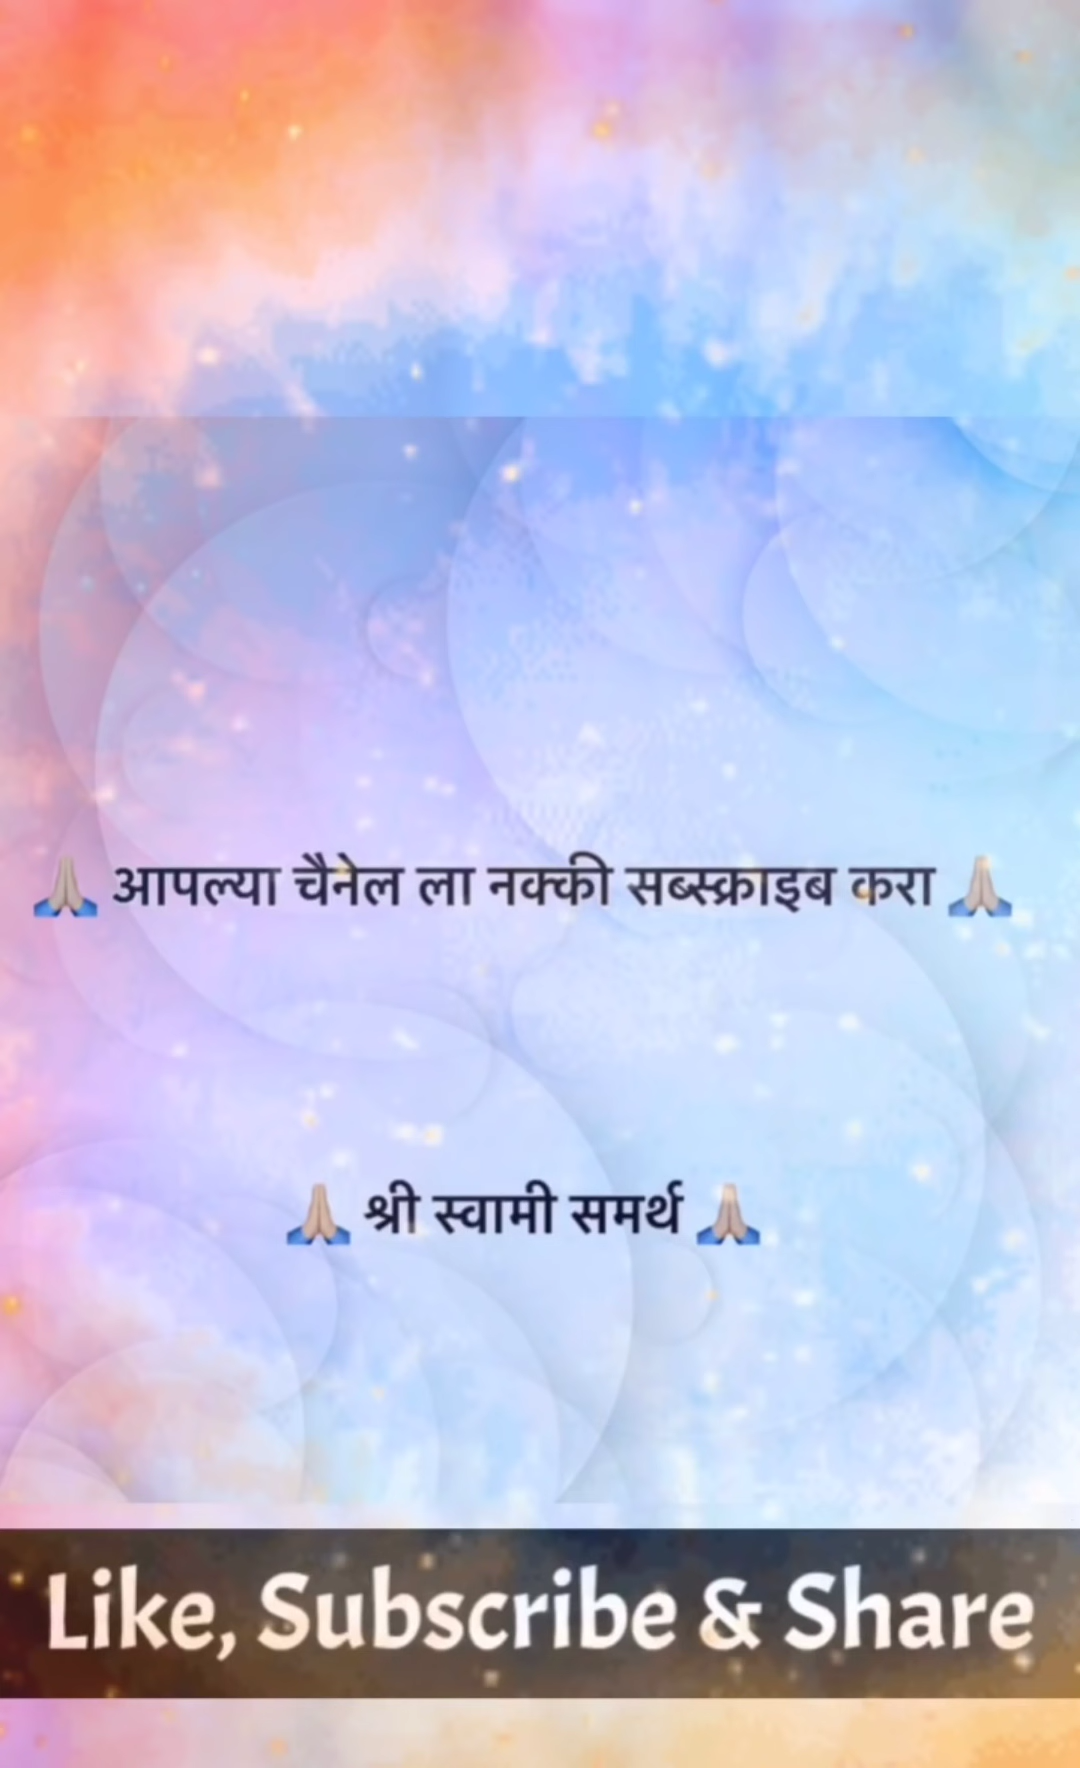 🙏🏼 आपल्या चैनेल ला नक्की सब्स्क्राइब करा 🙏🏼
🙏🏼 श्री स्वामी समर्थ 🙏🏼
Like, Subscribe & Share